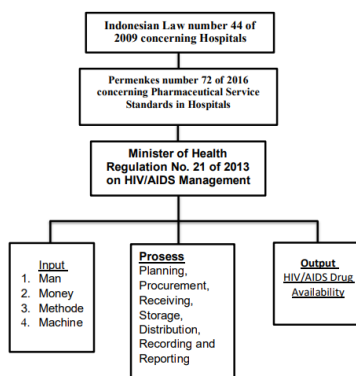 Indonesian Law number 44 of
2009 concerning Hospitals
Permenkes number 72 of 2016
concerning Pharmaceutical Service
Standards in Hospitals
Minister of Health
Regulation No. 21 of 2013
on HIV/AIDS Management
Input
1. Man
2. Money
3. Methode
4. Machine
Prosess
Planning,
Procurement,
Receiving,
Storage,
Distribution,
Recording and
Reporting
Output
HIV/AIDS Drug
Availability